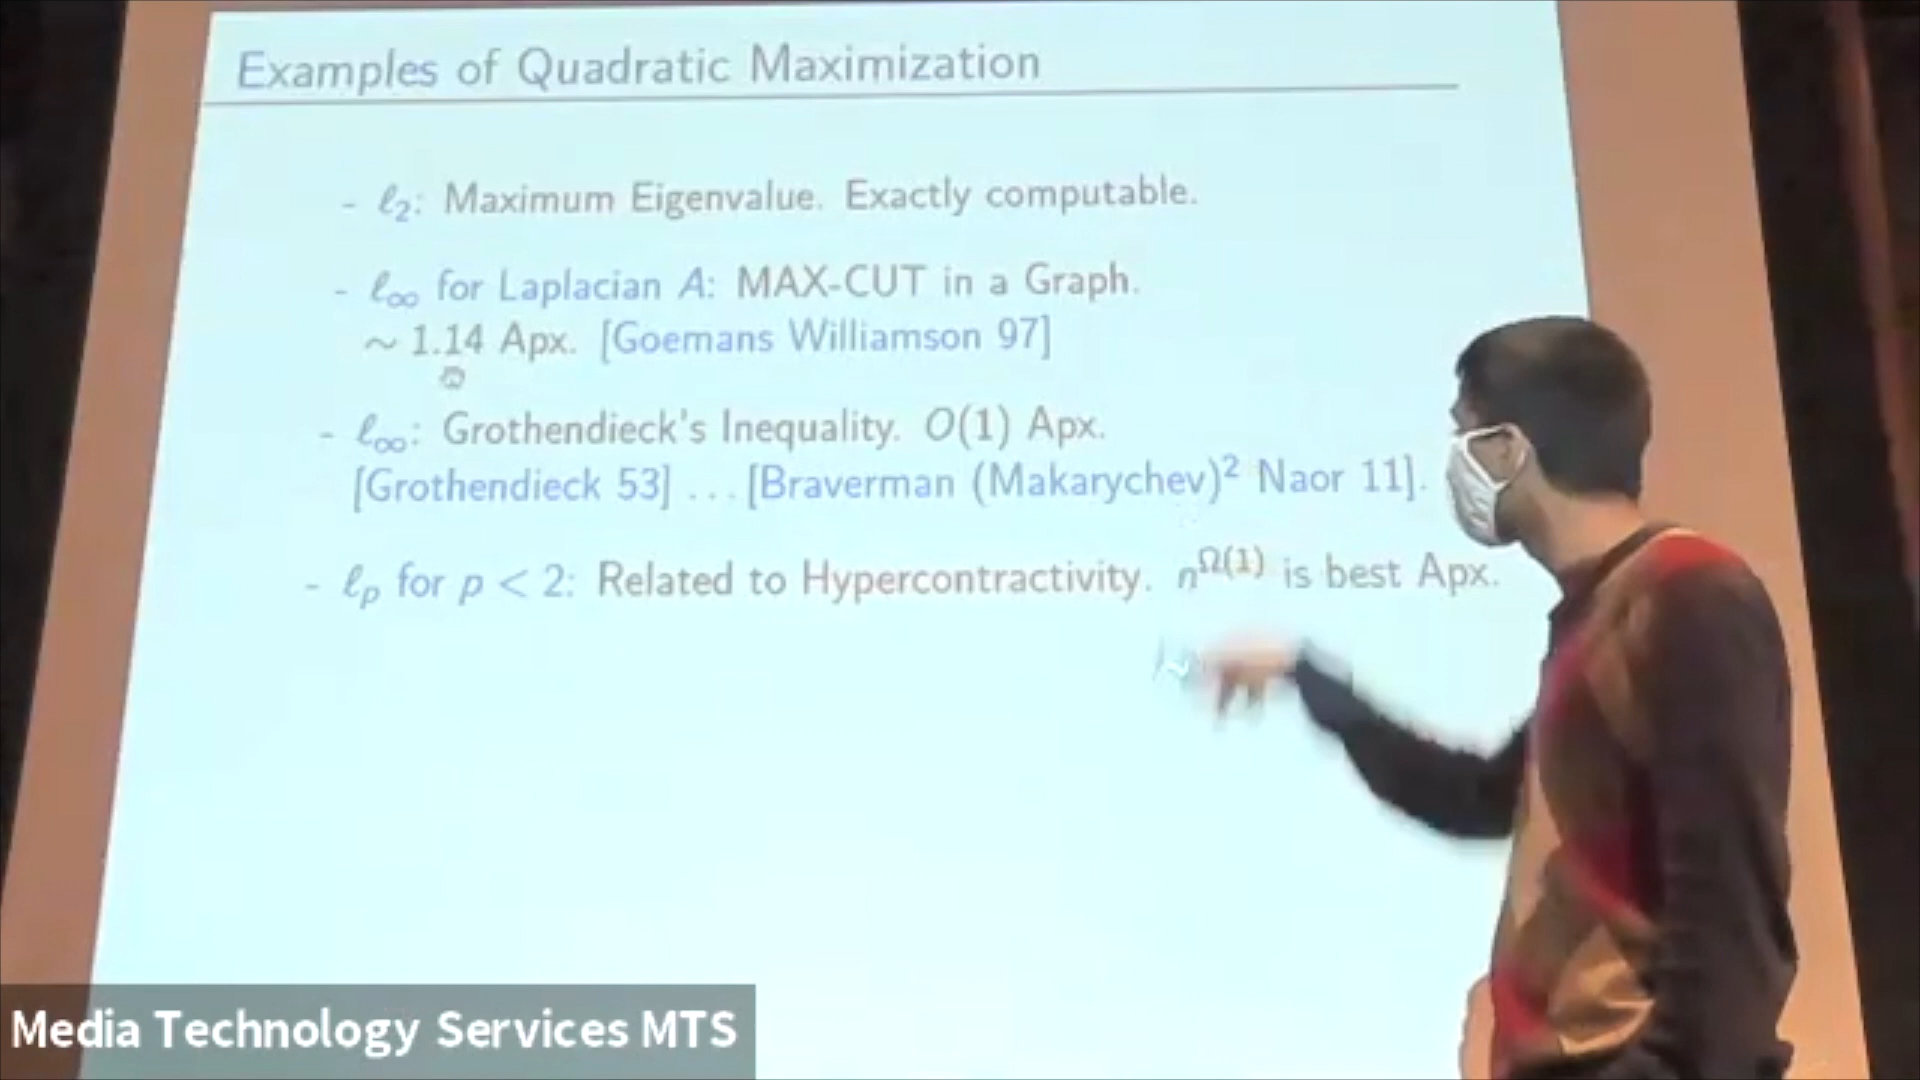 Examples of Quadratic Maximization
- ℓ₂: Maximum Eigenvalue. Exactly computable.
- ℓ∞ for Laplacian A: MAX-CUT in a Graph.
~ 1.14 Apx. [Goemans Williamson 97]
- ℓ∞: Grothendieck's Inequality. O(1) Apx.
[Grothendieck 53] ... [Braverman (Makarychev)² Naor 11].
- ℓₚ for p < 2: Related to Hypercontractivity. n^Ω(1) is best Apx.
Media Technology Services MTS